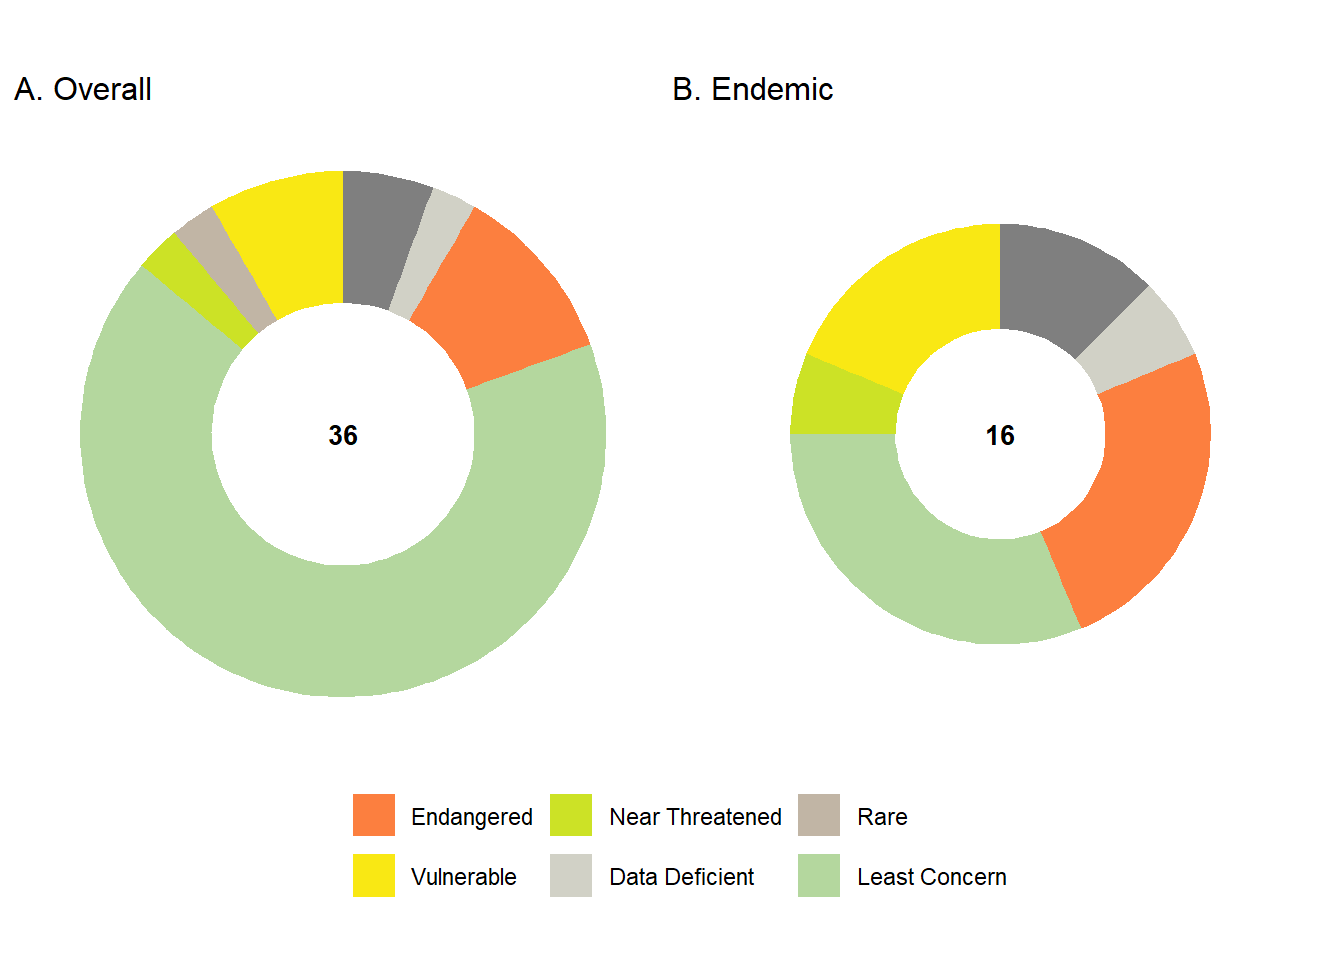 A. Overall
B. Endemic
36
16
Endangered
Near Threatened
Rare
Vulnerable
Data Deficient
Least Concern